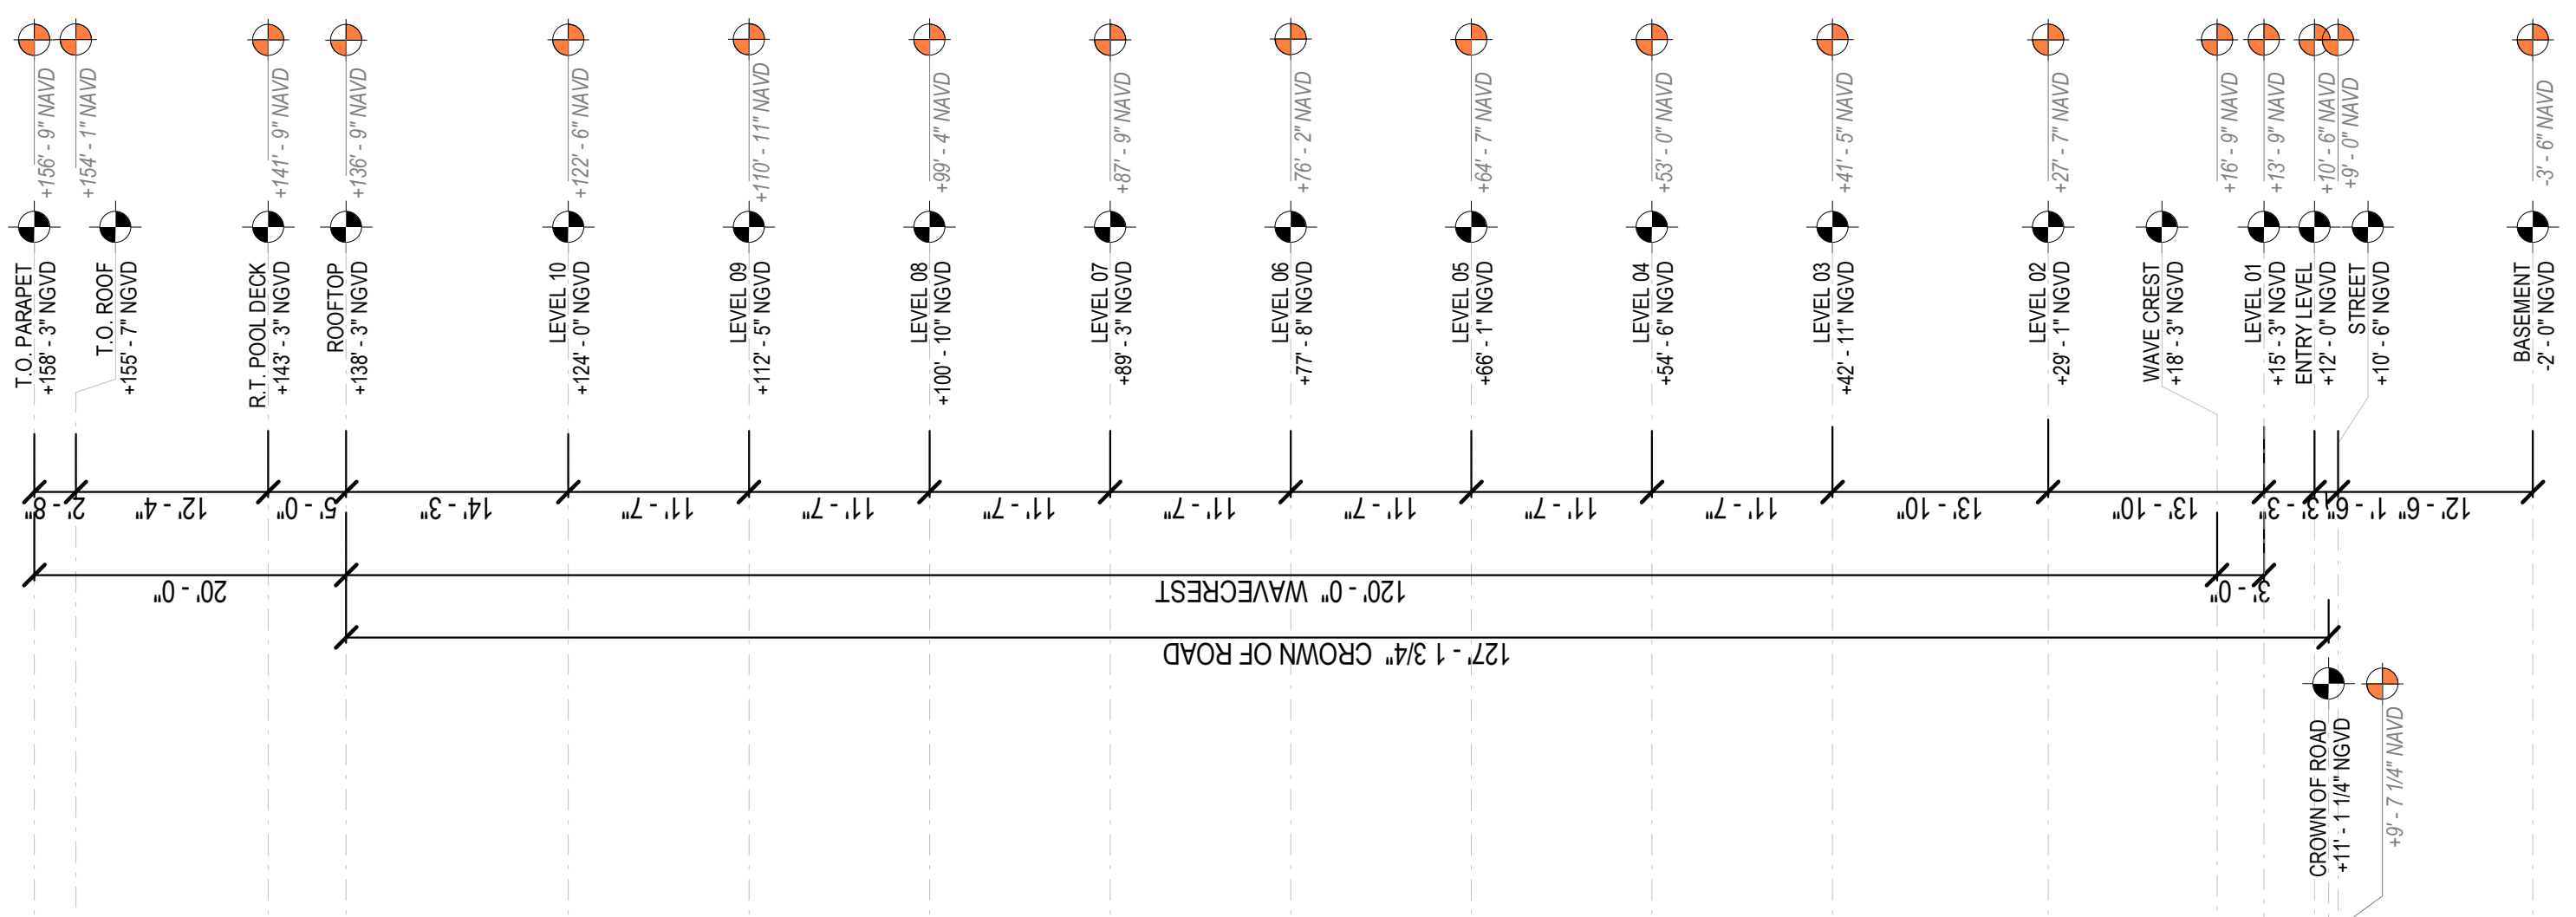 +156' - 9" NAVD
+154' - 1" NAVD
+141' - 9" NAVD
+136' - 9" NAVD
+122' - 6" NAVD
+110' - 11" NAVD
+99' - 4" NAVD
+87' - 9" NAVD
+76' - 2" NAVD
+64' - 7" NAVD
+53' - 0" NAVD
+41' - 5" NAVD
+27' - 7" NAVD
+16' - 9" NAVD
+13' - 9" NAVD
+10' - 6" NAVD
+9' - 0" NAVD
-3' - 6" NAVD
T.O. PARAPET
+158' - 3" NGVD
T.O. ROOF
+155' - 7" NGVD
R.T. POOL DECK
+143' - 3" NGVD
ROOFTOP
+138' - 3" NGVD
LEVEL 10
+124' - 0" NGVD
LEVEL 09
+112' - 5" NGVD
LEVEL 08
+100' - 10" NGVD
LEVEL 07
+89' - 3" NGVD
LEVEL 06
+77' - 8" NGVD
LEVEL 05
+66' - 1" NGVD
LEVEL 04
+54' - 6" NGVD
LEVEL 03
+42' - 11" NGVD
LEVEL 02
+29' - 1" NGVD
WAVE CREST
+18' - 3" NGVD
LEVEL 01
+15' - 3" NGVD
ENTRY LEVEL
+12' - 0" NGVD
STREET
+10' - 6" NGVD
BASEMENT
-2' - 0" NGVD
2' - 8"
12' - 4"
5' - 0"
14' - 3"
11' - 7"
11' - 7"
11' - 7"
11' - 7"
11' - 7"
11' - 7"
11' - 7"
13' - 10"
13' - 10"
3' - 3"
1' - 6"
12' - 6"
20' - 0"
120' - 0" WAVECREST
3' - 0"
127' - 1 3/4" CROWN OF ROAD
CROWN OF ROAD
+11' - 1 1/4" NGVD
+9' - 7 1/4" NAVD